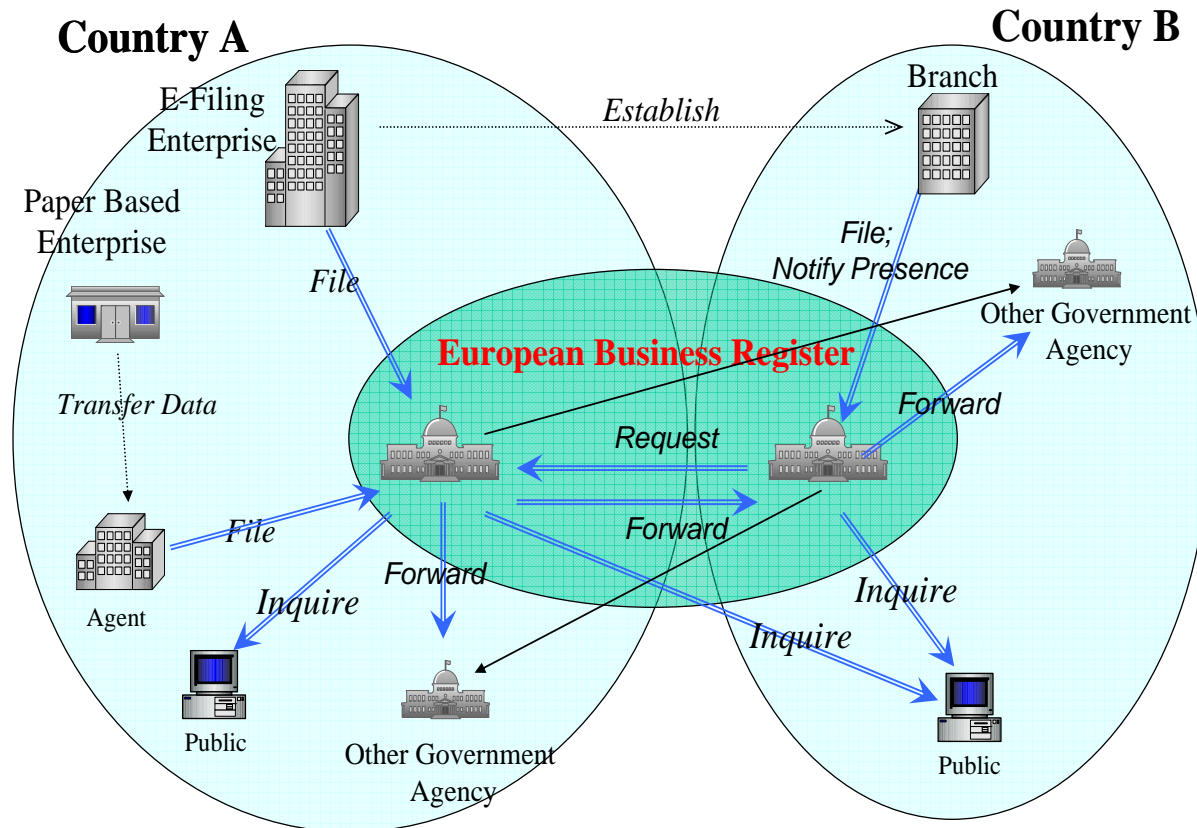 Country A
Country B
E-Filing
Enterprise
Establish
Branch
Paper Based
Enterprise
File
File;
Notify Presence
Other Government
Agency
European Business Register
Transfer Data
Forward
Request
File
Forward
Forward
Agent
Inquire
Inquire
Inquire
Public
Other Government
Agency
Public